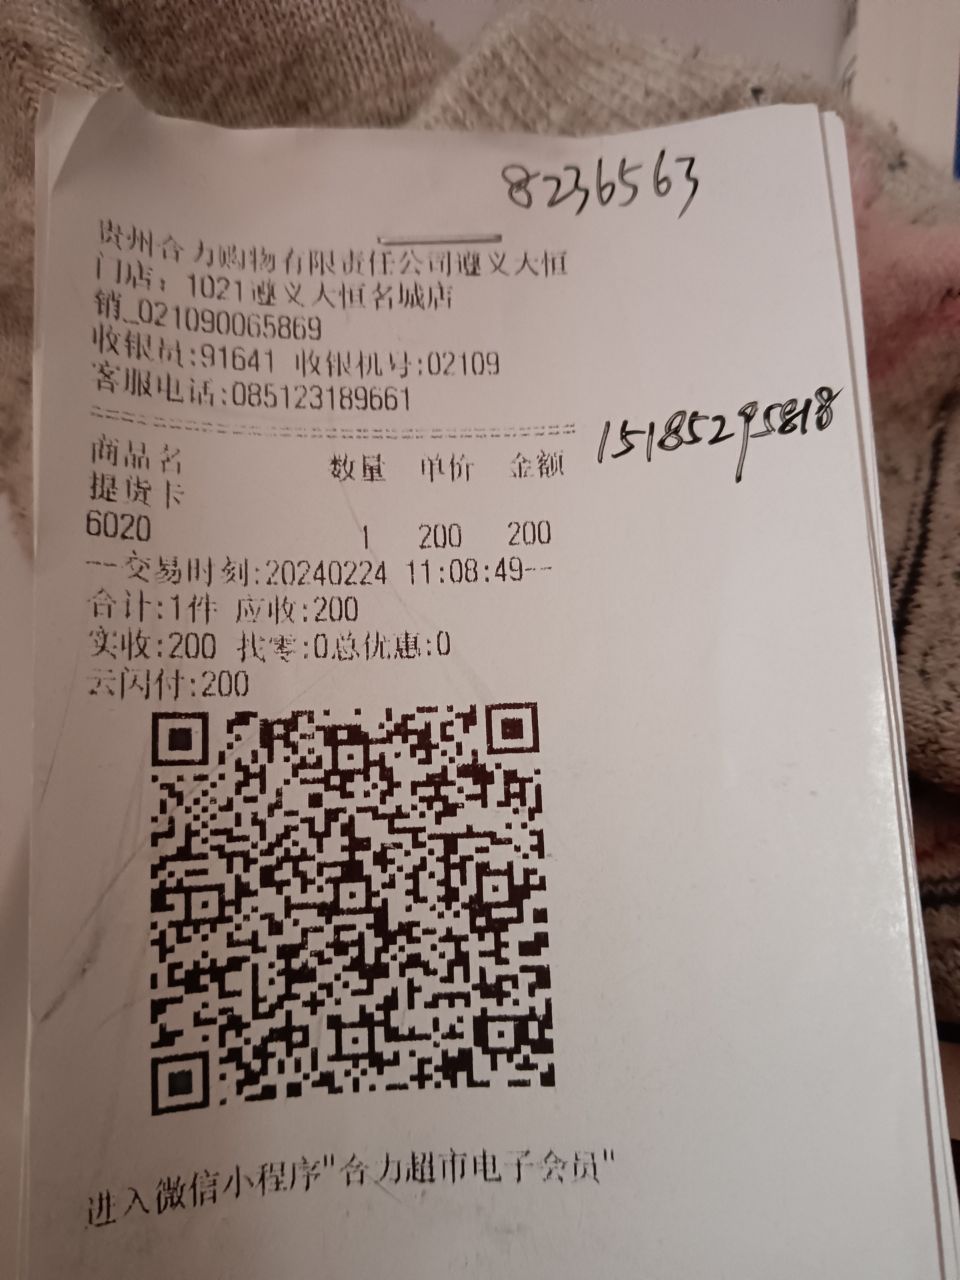 8236563
贵州合力购物有限责任公司遵义大恒
门店：1021遵义大恒名城店
销_021090065869
收银员:91641 收银机号:02109
客服电话:085123189661
15185295818
商品名 数量 单价 金额
提货卡
6020 1 200 200
--交易时刻:20240224 11:08:49--
合计:1件 应收:200
实收:200 找零:0总优惠:0
云闪付:200
进入微信小程序"合力超市电子会员"